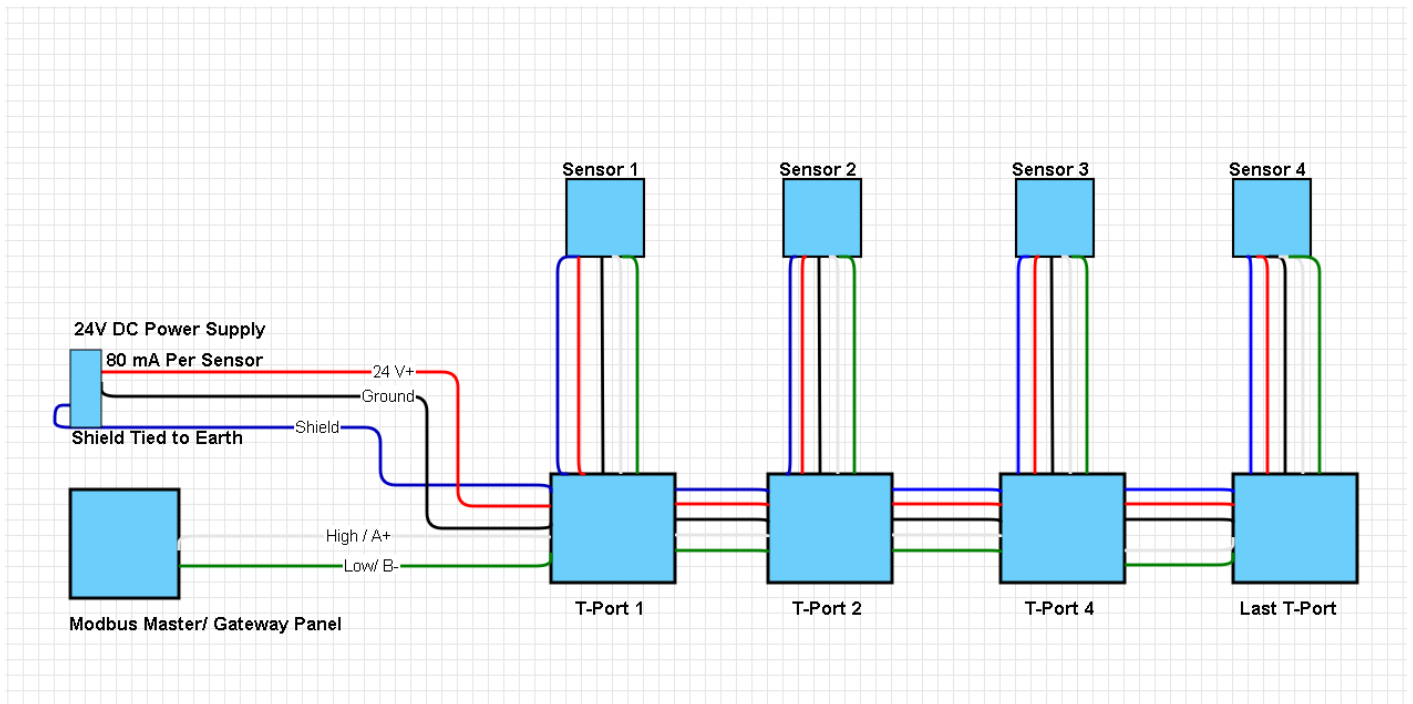 Sensor 1
Sensor 2
Sensor 3
Sensor 4
24V DC Power Supply
80 mA Per Sensor
24 V+
Ground
Shield
Shield Tied to Earth
High / A+
Low/ B-
T-Port 1
T-Port 2
T-Port 4
Last T-Port
Modbus Master/ Gateway Panel